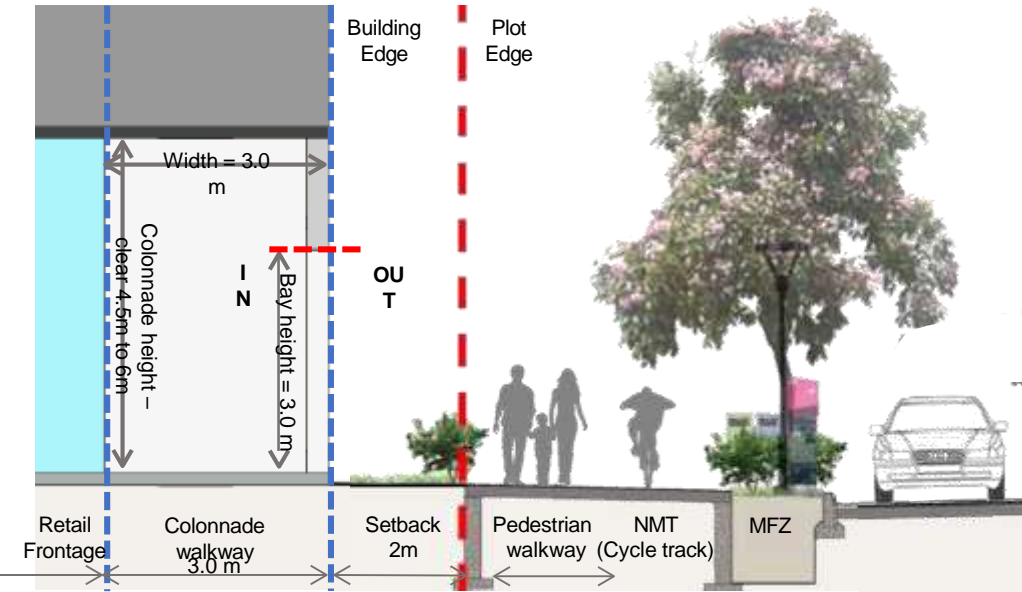 Building
Edge
Plot
Edge
Width = 3.0
m
Colonnade height –
clear 4.5m to 6m
I
N
Bay height = 3.0 m
OU
T
Retail
Frontage
Colonnade
walkway
3.0 m
Setback
2m
Pedestrian
walkway
NMT
(Cycle track)
MFZ